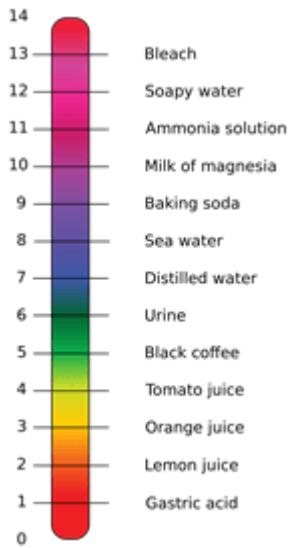 14
13 Bleach
12 Soapy water
11 Ammonia solution
10 Milk of magnesia
9 Baking soda
8 Sea water
7 Distilled water
6 Urine
5 Black coffee
4 Tomato juice
3 Orange juice
2 Lemon juice
1 Gastric acid
0